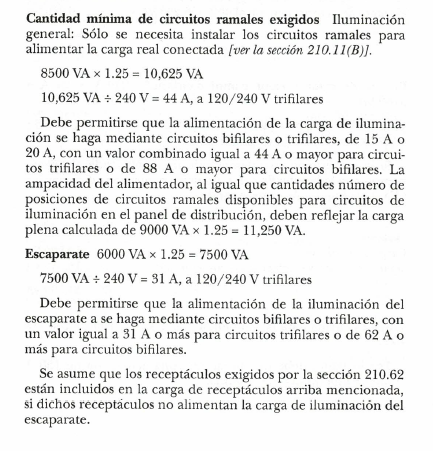 Cantidad mínima de circuitos ramales exigidos Iluminación
general: Sólo se necesita instalar los circuitos ramales para
alimentar la carga real conectada [ver la sección 210.11(B)].
8500 VA × 1.25 = 10,625 VA
10,625 VA ÷ 240 V = 44 A, a 120/240 V trifilares
Debe permitirse que la alimentación de la carga de ilumina-
ción se haga mediante circuitos bifilares o trifilares, de 15 A o
20 A, con un valor combinado igual a 44 A o mayor para circui-
tos trifilares o de 88 A o mayor para circuitos bifilares. La
ampacidad del alimentador, al igual que cantidades número de
posiciones de circuitos ramales disponibles para circuitos de
iluminación en el panel de distribución, deben reflejar la carga
plena calculada de 9000 VA × 1.25 = 11,250 VA.
Escaparate 6000 VA × 1.25 = 7500 VA
7500 VA ÷ 240 V = 31 A, a 120/240 V trifilares
Debe permitirse que la alimentación de la iluminación del
escaparate a se haga mediante circuitos bifilares o trifilares, con
un valor igual a 31 A o más para circuitos trifilares o de 62 A o
más para circuitos bifilares.
Se asume que los receptáculos exigidos por la sección 210.62
están incluidos en la carga de receptáculos arriba mencionada,
si dichos receptáculos no alimentan la carga de iluminación del
escaparate.